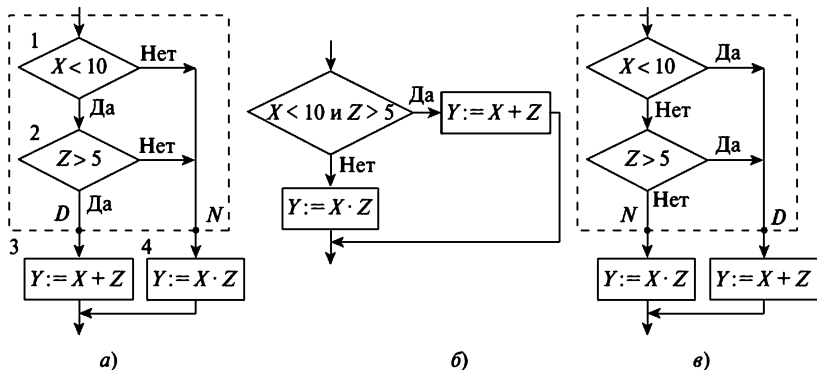 1
X < 10
Нет
Да
2
Z > 5
Нет
Да
D
N
3
4
Y := X + Z
Y := X · Z
а)
X < 10 и Z > 5
Да
Y := X + Z
Нет
Y := X · Z
б)
X < 10
Да
Нет
Z > 5
Да
Нет
N
D
Y := X · Z
Y := X + Z
в)